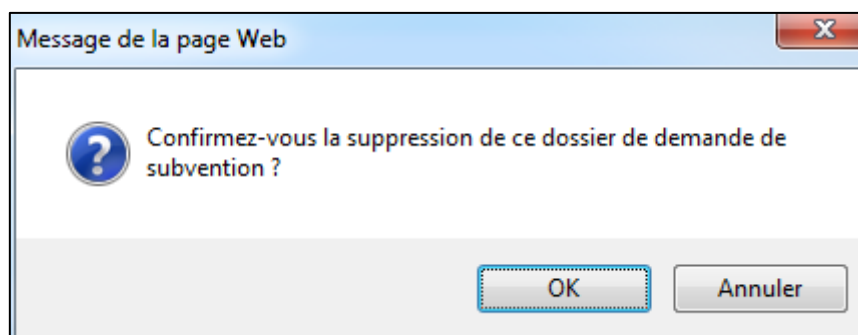 Message de la page Web
X
Confirmez-vous la suppression de ce dossier de demande de
subvention ?
OK
Annuler